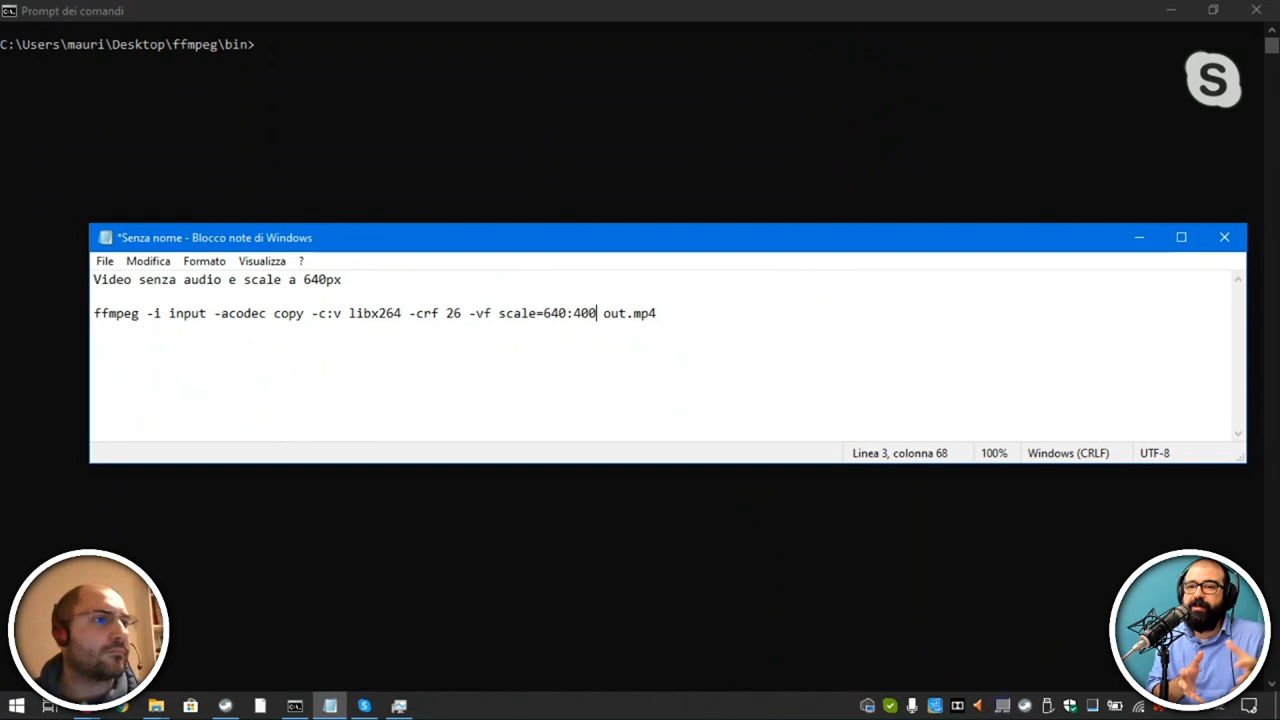 Prompt dei comandi
C:\Users\mauri\Desktop\ffmpeg\bin>
S
*Senza nome - Blocco note di Windows
File Modifica Formato Visualizza ?
Video senza audio e scale a 640px
ffmpeg -i input -acodec copy -c:v libx264 -crf 26 -vf scale=640:400 out.mp4
Linea 3, colonna 68 100% Windows (CRLF) UTF-8